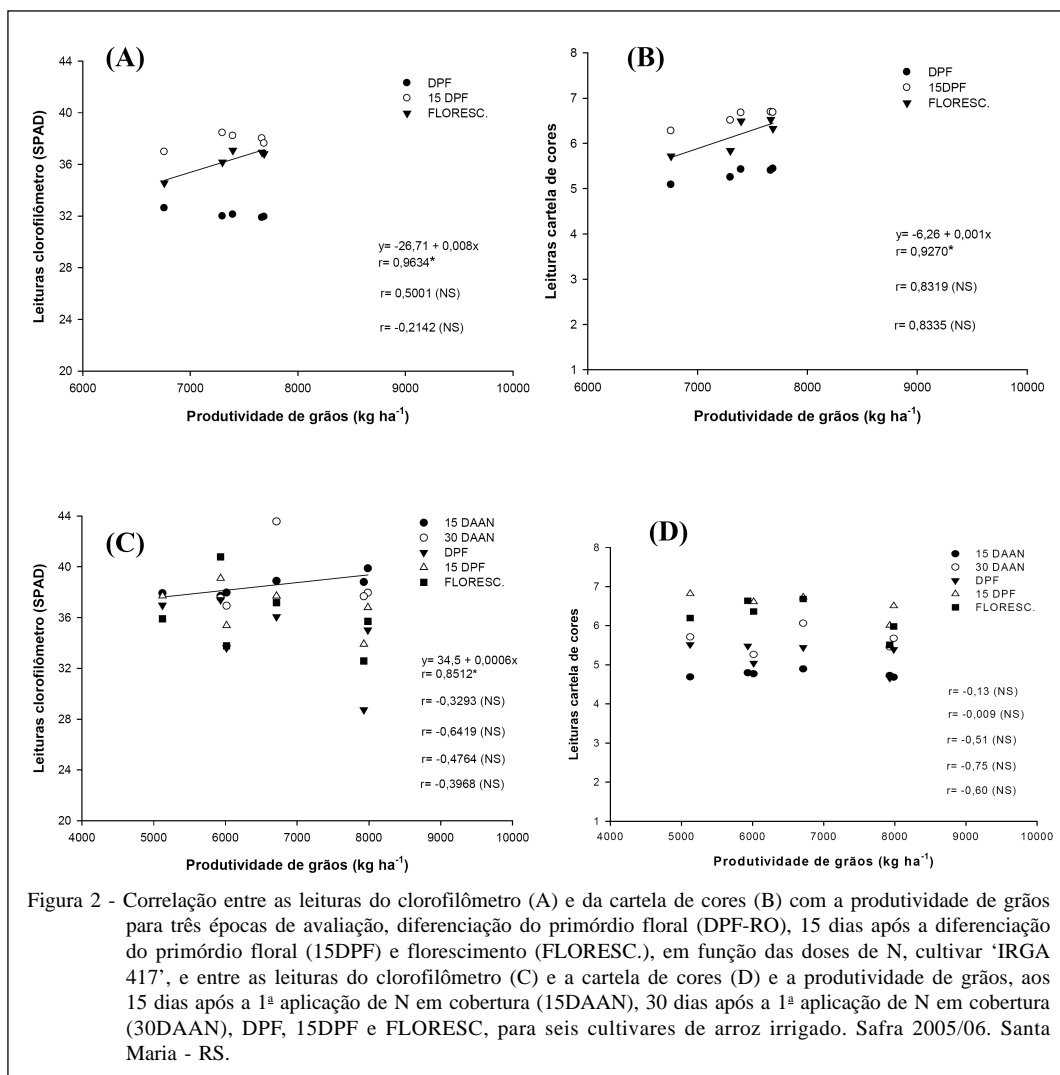 (A)
44
40
36
32
28
24
20
Leituras clorofilômetro (SPAD)
DPF
15 DPF
FLORESC.
y= -26,71 + 0,008x
r= 0,9634*
r= 0,5001 (NS)
r= -0,2142 (NS)
6000 7000 8000 9000 10000
Produtividade de grãos (kg ha-1)
(B)
8
7
6
5
4
3
2
1
Leituras cartela de cores
DPF
15DPF
FLORESC.
y= -6,26 + 0,001x
r= 0,9270*
r= 0,8319 (NS)
r= 0,8335 (NS)
6000 7000 8000 9000 10000
Produtividade de grãos (kg ha-1)
(C)
44
40
36
32
28
24
20
Leituras clorofilômetro (SPAD)
15 DAAN
30 DAAN
DPF
15 DPF
FLORESC.
y= 34,5 + 0,0006x
r= 0,8512*
r= -0,3293 (NS)
r= -0,6419 (NS)
r= -0,4764 (NS)
r= -0,3968 (NS)
4000 5000 6000 7000 8000 9000 10000
Produtividade de grãos (kg ha-1)
(D)
8
7
6
5
4
3
2
1
Leituras cartela de cores
15 DAAN
30 DAAN
DPF
15 DPF
FLORESC.
r= -0,13 (NS)
r= -0,009 (NS)
r= -0,51 (NS)
r= -0,75 (NS)
r= -0,60 (NS)
4000 5000 6000 7000 8000 9000 10000
Produtividade de grãos (kg ha-1)
Figura 2 - Correlação entre as leituras do clorofilômetro (A) e da cartela de cores (B) com a produtividade de grãos
para três épocas de avaliação, diferenciação do primórdio floral (DPF-RO), 15 dias após a diferenciação
do primórdio floral (15DPF) e florescimento (FLORESC.), em função das doses de N, cultivar ‘IRGA
417’, e entre as leituras do clorofilômetro (C) e a cartela de cores (D) e a produtividade de grãos, aos
15 dias após a 1ª aplicação de N em cobertura (15DAAN), 30 dias após a 1ª aplicação de N em cobertura
(30DAAN), DPF, 15DPF e FLORESC, para seis cultivares de arroz irrigado. Safra 2005/06. Santa
Maria - RS.